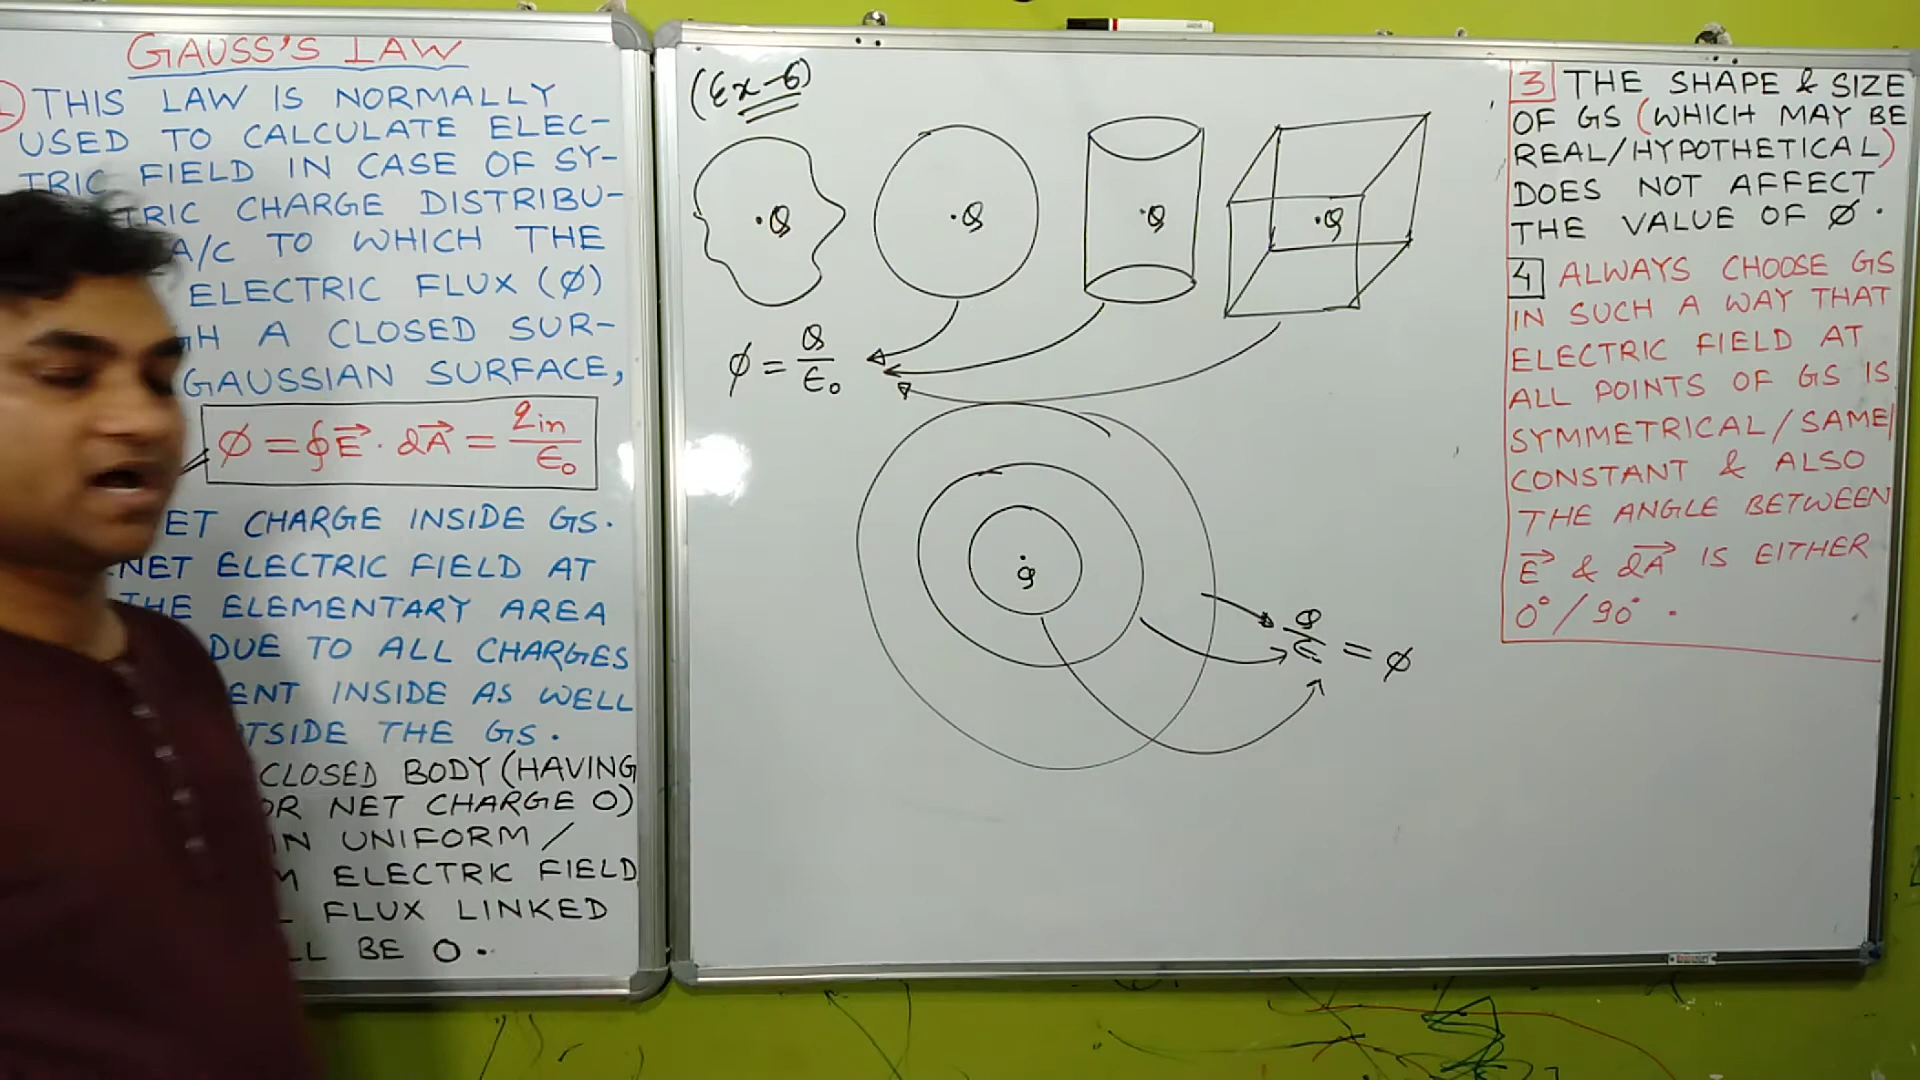 GAUSS'S LAW
THIS LAW IS NORMALLY
USED TO CALCULATE ELEC-
TRIC FIELD IN CASE OF SY-
TRIC CHARGE DISTRIBU-
A/C TO WHICH THE
ELECTRIC FLUX (Ø)
A CLOSED SUR-
GAUSSIAN SURFACE,
Ø = ∮E⃗ · dA⃗ = qin/ϵ₀
ET CHARGE INSIDE GS.
NET ELECTRIC FIELD AT
THE ELEMENTARY AREA
DUE TO ALL CHARGES
ENT INSIDE AS WELL
TSIDE THE GS.
CLOSED BODY (HAVING
OR NET CHARGE 0)
IN UNIFORM /
ELECTRIC FIELD
FLUX LINKED
LL BE 0.
(Ex-6)
Q Q Q Q
Ø = Q/ϵ₀
Q
Q/ϵ₀ = Ø
3 THE SHAPE & SIZE
OF GS (WHICH MAY BE
REAL/HYPOTHETICAL)
DOES NOT AFFECT
THE VALUE OF Ø.
4 ALWAYS CHOOSE GS
IN SUCH A WAY THAT
ELECTRIC FIELD AT
ALL POINTS OF GS IS
SYMMETRICAL/SAME/
CONSTANT & ALSO
THE ANGLE BETWEEN
E⃗ & dA⃗ IS EITHER
0°/90°.